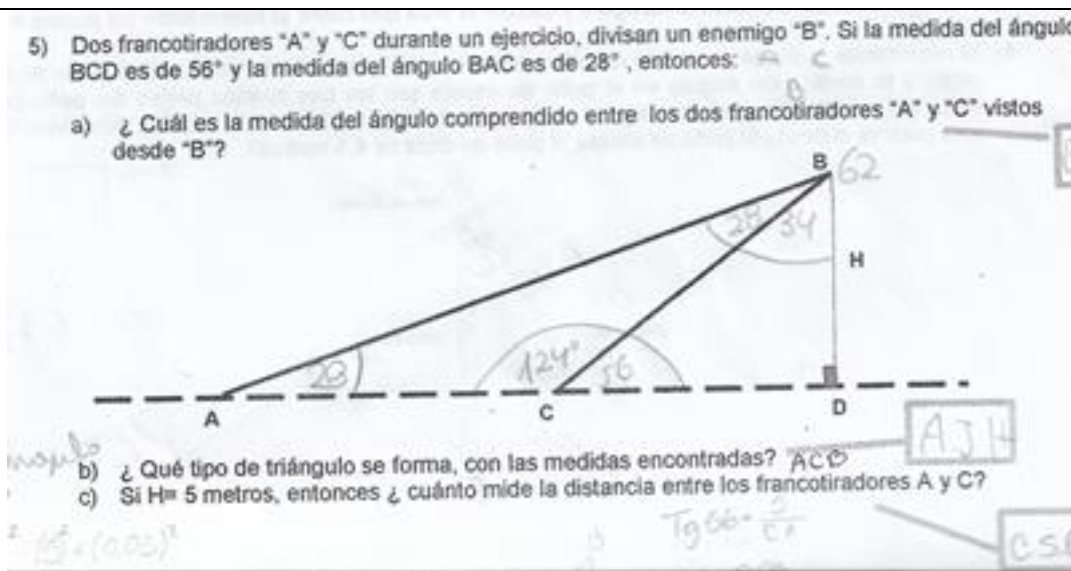 5) Dos francotiradores "A" y "C" durante un ejercicio, divisan un enemigo "B". Si la medida del ángulo
BCD es de 56° y la medida del ángulo BAC es de 28° , entonces: A C
B
a) ¿ Cuál es la medida del ángulo comprendido entre los dos francotiradores "A" y "C" vistos
desde "B"?
B 62
28 34
H
28 124° 56
A C D
AJH
b) ¿ Qué tipo de triángulo se forma, con las medidas encontradas? ACB
c) Si H= 5 metros, entonces ¿ cuánto mide la distancia entre los francotiradores A y C?
Tg 56 =